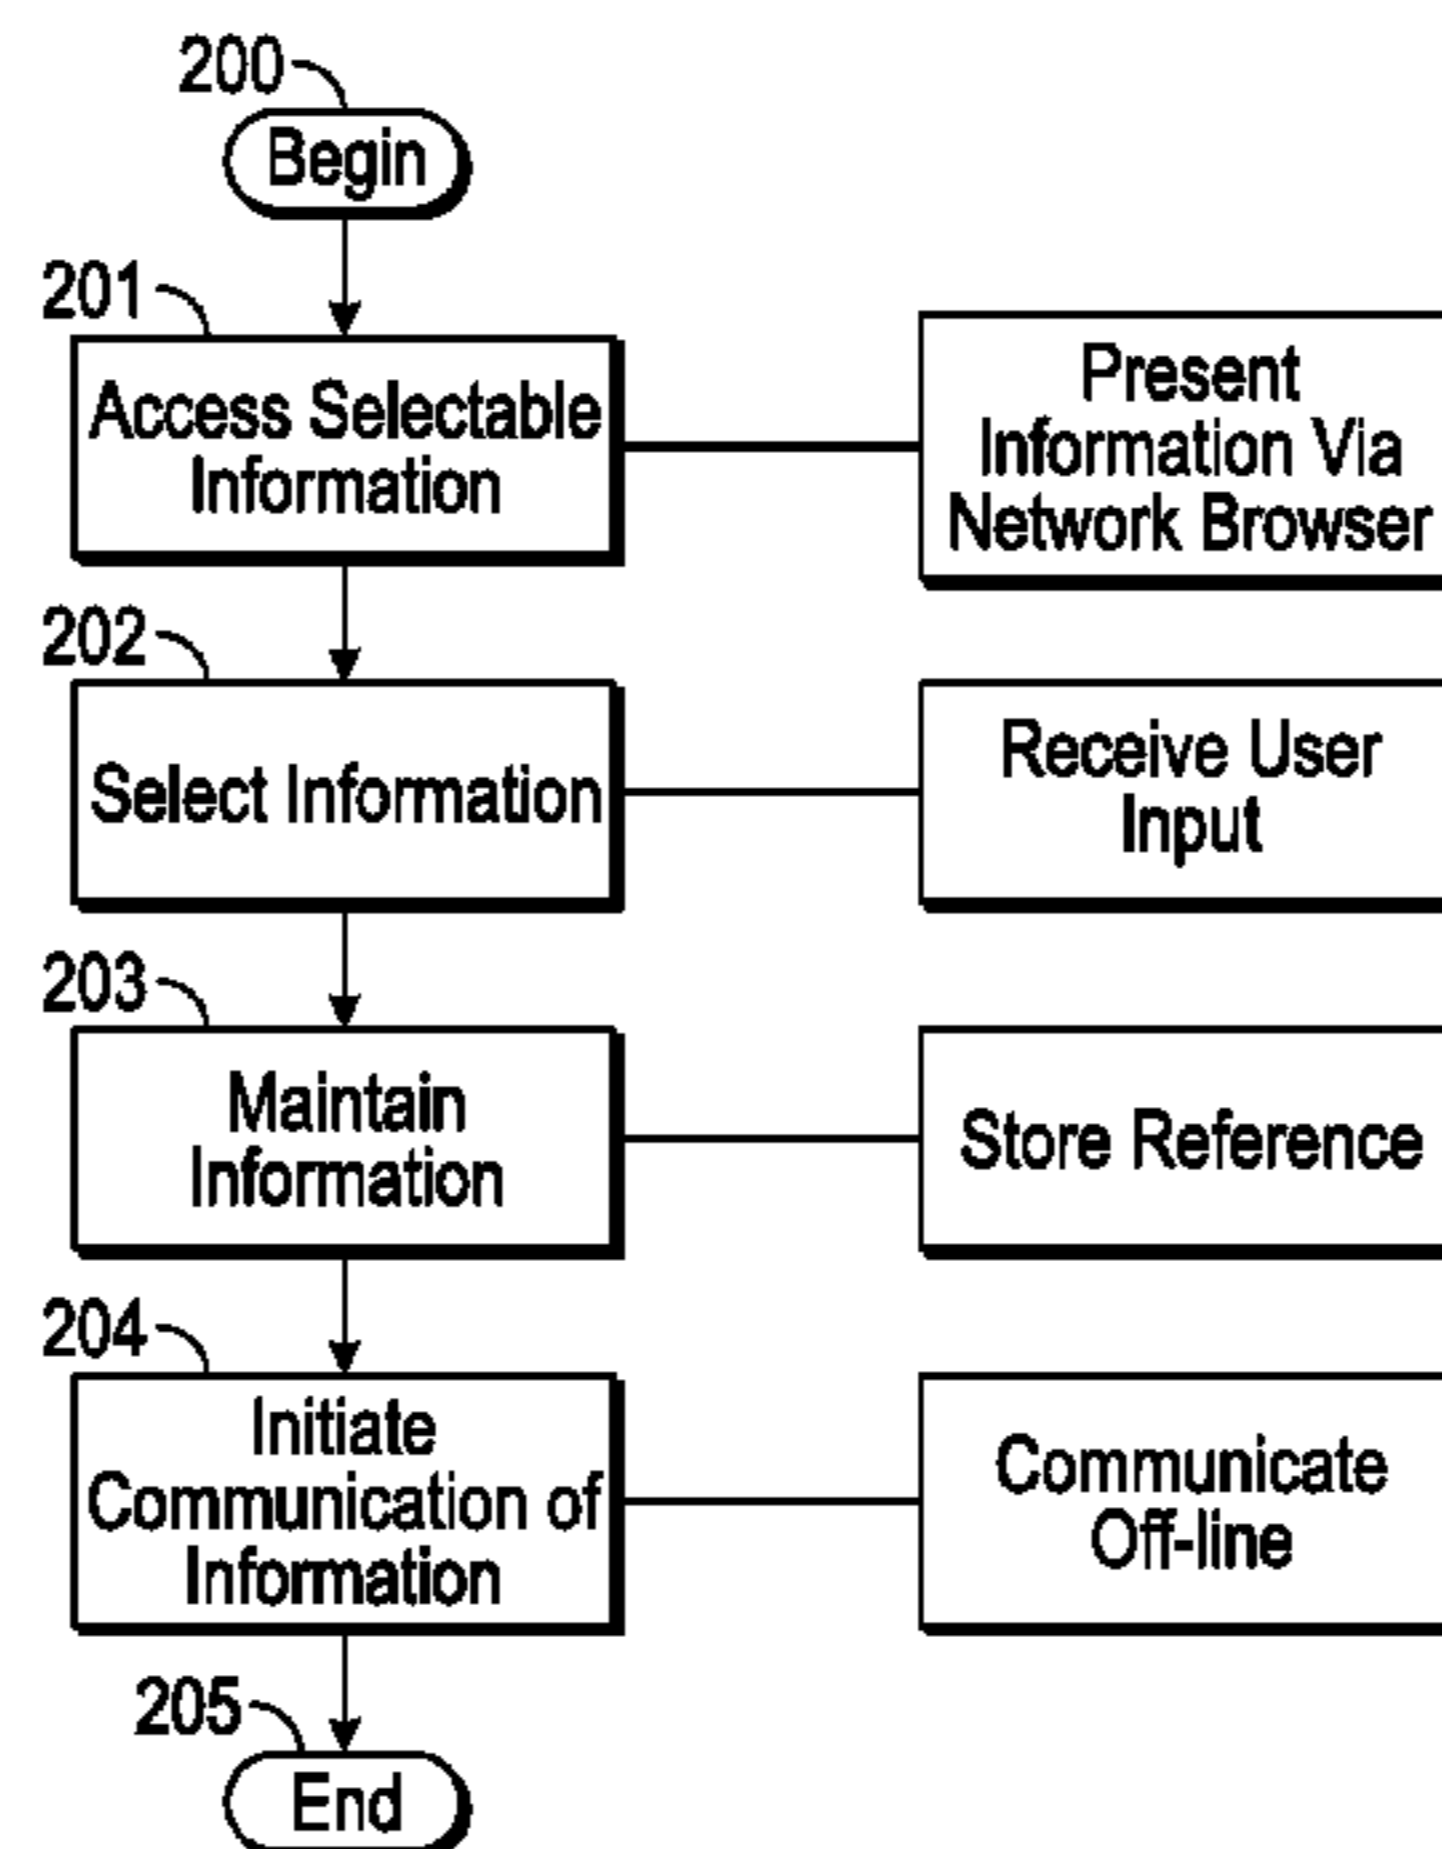 200
Begin
201
Access Selectable
Information
Present
Information Via
Network Browser
202
Select Information
Receive User
Input
203
Maintain
Information
Store Reference
204
Initiate
Communication of
Information
Communicate
Off-line
205
End